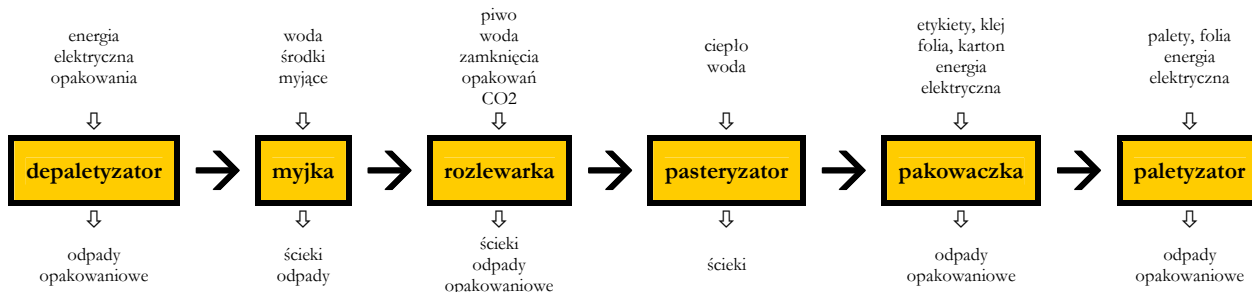 energia
elektryczna
opakowania
woda
środki
myjące
piwo
woda
zamknięcia
opakowań
CO2
ciepło
woda
etykiety, klej
folia, karton
energia
elektryczna
palety, folia
energia
elektryczna
depaletyzator
myjka
rozlewarka
pasteryzator
pakowaczka
paletyzator
odpady
opakowaniowe
ścieki
odpady
ścieki
odpady
opakowaniowe
ścieki
odpady
opakowaniowe
odpady
opakowaniowe